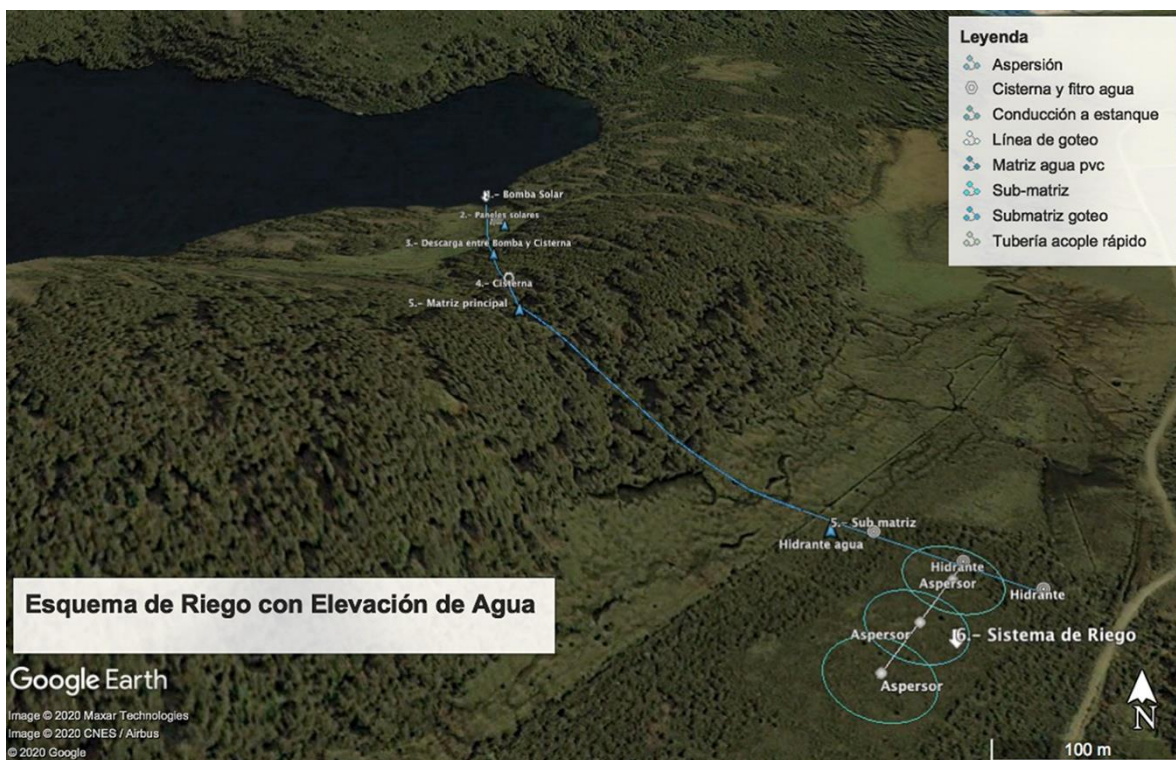 Leyenda
Aspersión
Cisterna y fitro agua
Conducción a estanque
Línea de goteo
Matriz agua pvc
Sub-matriz
Submatriz goteo
Tubería acople rápido
1.- Bomba Solar
2.- Paneles solares
3.- Descarga entre Bomba y Cisterna
4.- Cisterna
5.- Matriz principal
5.- Sub matriz
Hidrante agua
Hidrante
Aspersor
Hidrante
Aspersor
6.- Sistema de Riego
Aspersor
Esquema de Riego con Elevación de Agua
Google Earth
Image © 2020 Maxar Technologies
Image © 2020 CNES / Airbus
© 2020 Google
N
100 m